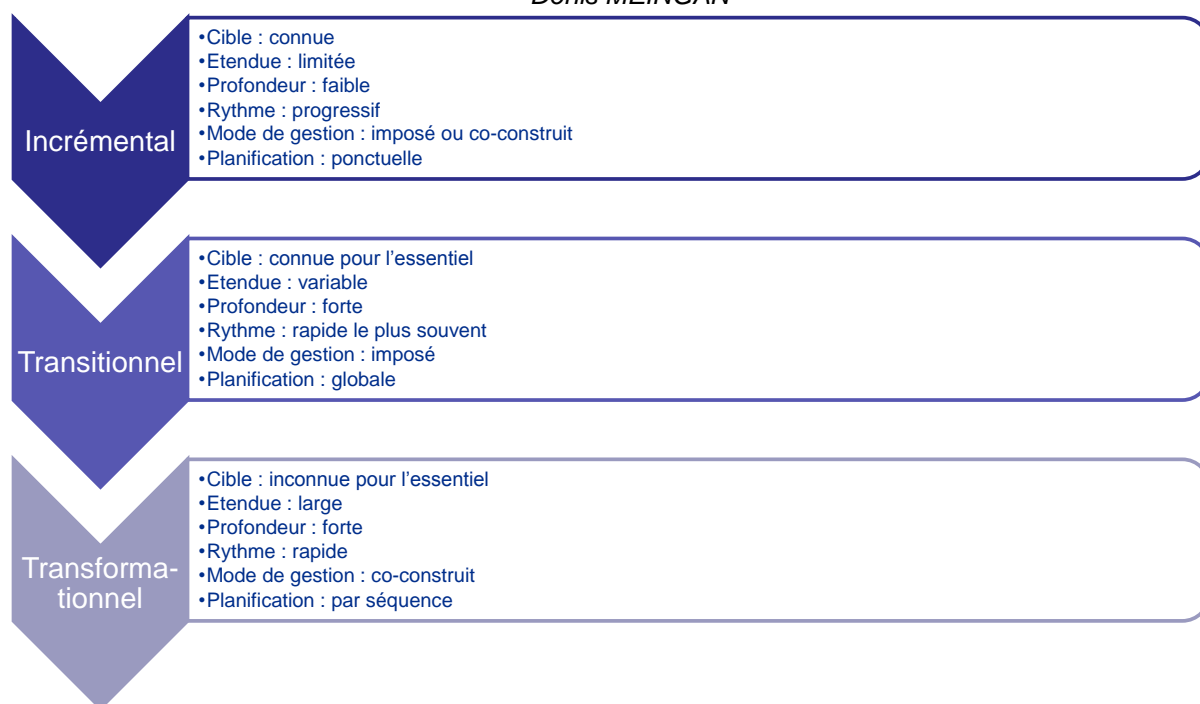 Denis MEINGAN
•Cible : connue
•Etendue : limitée
•Profondeur : faible
•Rythme : progressif
•Mode de gestion : imposé ou co-construit
•Planification : ponctuelle
Incrémental
•Cible : connue pour l’essentiel
•Etendue : variable
•Profondeur : forte
•Rythme : rapide le plus souvent
•Mode de gestion : imposé
•Planification : globale
Transitionnel
•Cible : inconnue pour l’essentiel
•Etendue : large
•Profondeur : forte
•Rythme : rapide
•Mode de gestion : co-construit
•Planification : par séquence
Transforma-
tionnel